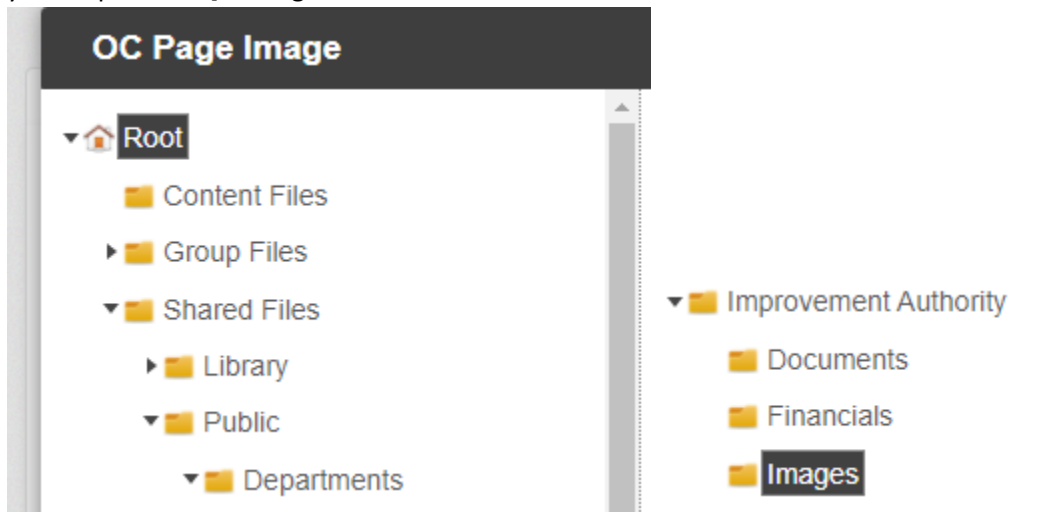 OC Page Image
Root
Content Files
Group Files
Shared Files
Library
Public
Departments
Improvement Authority
Documents
Financials
Images